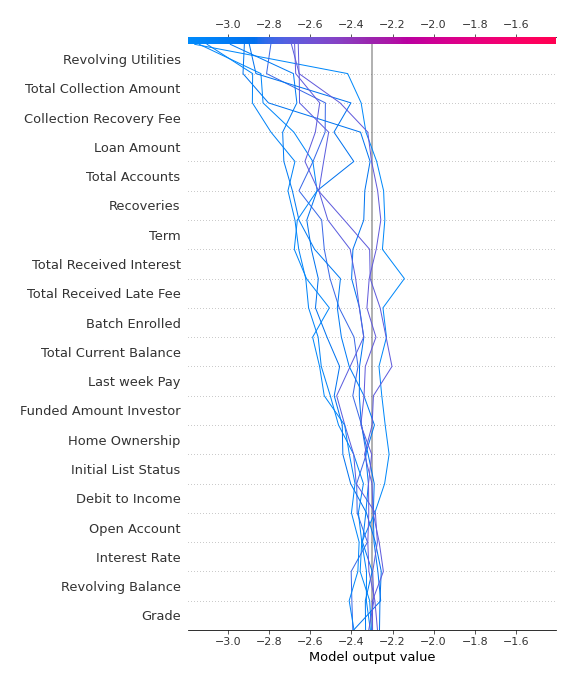 −3.0 −2.8 −2.6 −2.4 −2.2 −2.0 −1.8 −1.6
Revolving Utilities
Total Collection Amount
Collection Recovery Fee
Loan Amount
Total Accounts
Recoveries
Term
Total Received Interest
Total Received Late Fee
Batch Enrolled
Total Current Balance
Last week Pay
Funded Amount Investor
Home Ownership
Initial List Status
Debit to Income
Open Account
Interest Rate
Revolving Balance
Grade
−3.0 −2.8 −2.6 −2.4 −2.2 −2.0 −1.8 −1.6
Model output value